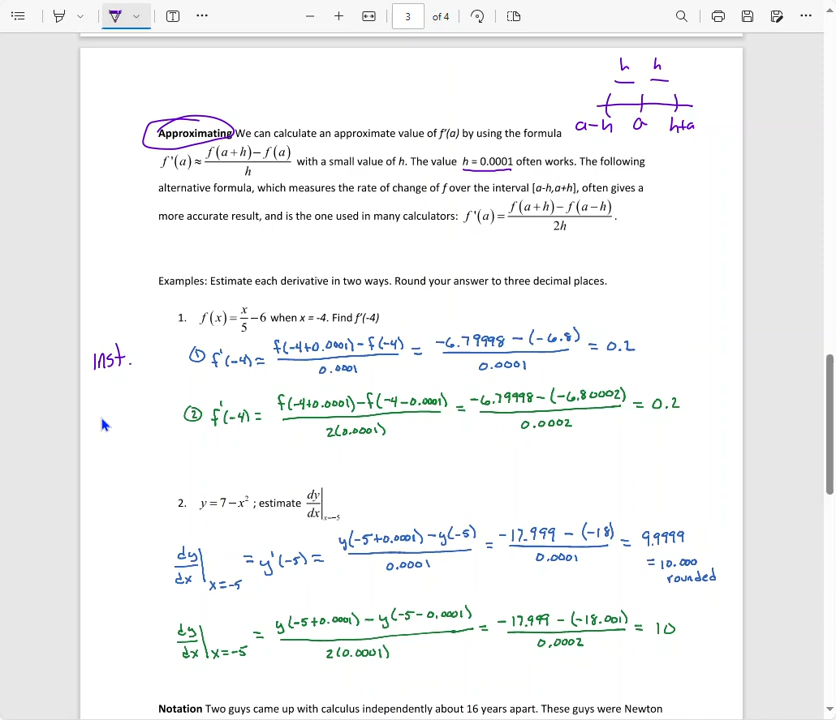 3 of 4
h h
a-h a h+a
Approximating We can calculate an approximate value of f'(a) by using the formula
f'(a) ≈ (f(a+h)-f(a))/h with a small value of h. The value h = 0.0001 often works. The following
alternative formula, which measures the rate of change of f over the interval [a-h,a+h], often gives a
more accurate result, and is the one used in many calculators: f'(a) = (f(a+h)-f(a-h))/2h .
Examples: Estimate each derivative in two ways. Round your answer to three decimal places.
1. f(x) = x/5 - 6 when x = -4. Find f'(-4)
inst.
① f'(-4) ≈ (f(-4+0.0001) - f(-4))/0.0001 = (-6.79998 - (-6.8))/0.0001 = 0.2
② f'(-4) = (f(-4+0.0001) - f(-4-0.0001))/2(0.0001) = (-6.79998 - (-6.80002))/0.0002 = 0.2
2. y = 7 - x² ; estimate dy/dx|x=-5
dy/dx|x=-5 = y'(-5) = (y(-5+0.0001) - y(-5))/0.0001 = (-17.999 - (-18))/0.0001 = 9.9999
= 10.000
rounded
dy/dx|x=-5 = (y(-5+0.0001) - y(-5-0.0001))/2(0.0001) = (-17.999 - (-18.001))/0.0002 = 10
Notation Two guys came up with calculus independently about 16 years apart. These guys were Newton